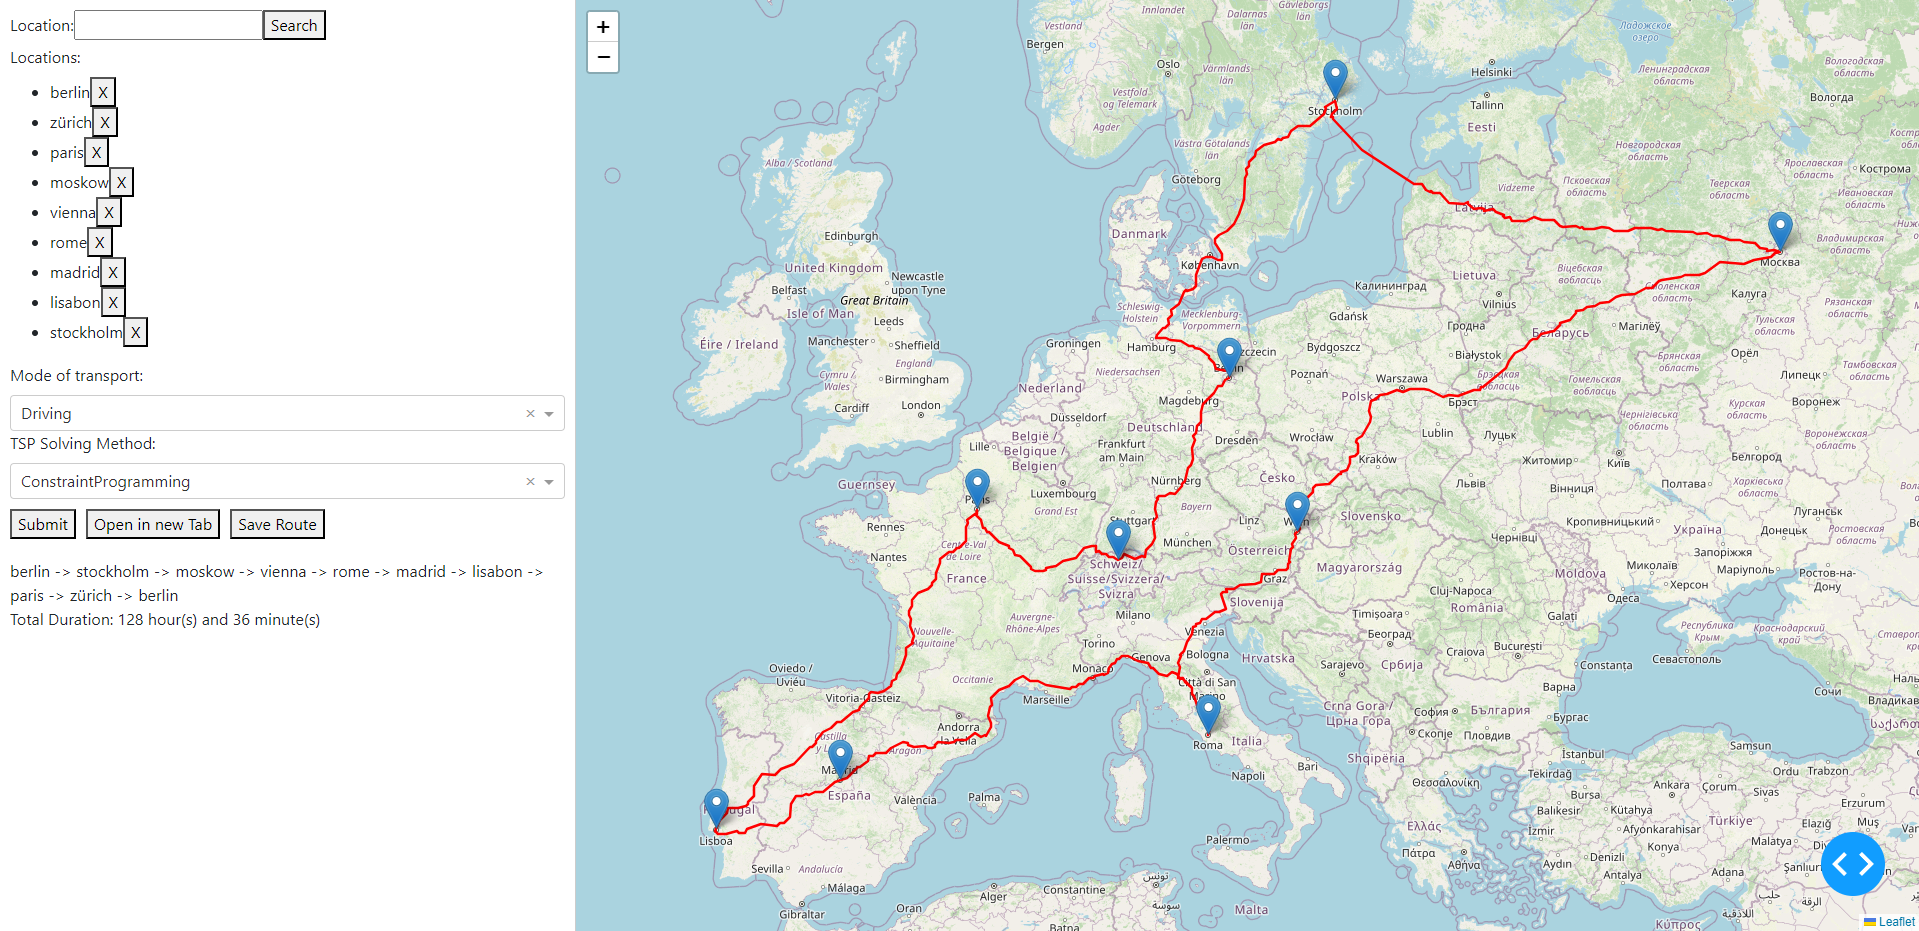 Location:
Search
Locations:
berlin X
zürich X
paris X
moskow X
vienna X
rome X
madrid X
lisabon X
stockholm X
Mode of transport:
Driving
TSP Solving Method:
ConstraintProgramming
Submit
Open in new Tab
Save Route
berlin -> stockholm -> moskow -> vienna -> rome -> madrid -> lisabon ->
paris -> zürich -> berlin
Total Duration: 128 hour(s) and 36 minute(s)
+
−
Vestland
Innlandet
Dalarnas
län
Gävleborgs
län
Bergen
Oslo
Värmlands
län
Vestfold
og Telemark
Agder
Stockholm
Helsinki
Tallinn
Eesti
Ладожское
озеро
Ленинградская
область
Вологодская
область
Вологда
Västra Götalands
län
Göteborg
Новгородская
область
Ярославская
область
Кострома
Псковская
область
Тверская
область
Ивановская
область
Vidzeme
Latvija
Alba / Scotland
Danmark
København
Москва
Владимирская
область
Edinburgh
United Kingdom
Newcastle
upon Tyne
Belfast
Great Britain
Isle of Man
Leeds
Lietuva
Віцебская
вобласць
Смоленская
область
Калининград
Vilnius
Калуга
Рязанская
область
Schleswig-
Holstein
Mecklenburg-
Vorpommern
Gdańsk
Гродна
Магілёў
Тульская
область
Éire / Ireland
Manchester
Sheffield
Groningen
Hamburg
Szczecin
Bydgoszcz
Białystok
Беларусь
Брянская
область
Орёл
England
Birmingham
Cymru /
Wales
Niedersachsen
Nederland
Berlin
Poznań
Warszawa
Polska
Брэсцкая
вобласць
Гомельская
вобласць
Липецк
Тамбовская
область
Cardiff
London
Magdeburg
Düsseldorf
Deutschland
Брэст
Курская
область
Воронеж
Чернігівська
область
Lille
België /
Belgique /
Belgien
Frankfurt
am Main
Dresden
Wrocław
Lublin
Луцьк
Воронежская
область
Житомир
Київ
Белгород
Guernsey
Luxembourg
Kraków
Česko
Nürnberg
Львів
Полтава
Харківська
область
Вінниця
Paris
Grand Est
Bayern
Stuttgart
Linz
Wien
Slovensko
Кропивницький
Україна
Луганськ
Донецьк
Ростовская
область
Rennes
Centre-Val
de Loire
München
Österreich
Чернівці
Запоріжжя
Nantes
France
Schweiz/
Suisse/Svizzera/
Svizra
Graz
Magyarország
Moldova
Миколаїв
Маріуполь
Ростов-на-
Дону
Херсон
Cluj-Napoca
România
Одеса
Slovenija
Milano
Auvergne-
Rhône-Alpes
Nouvelle-
Aquitaine
Torino
Venezia
Timișoara
Galați
Београд
Республика
Крым
Краснодарский
край
Genova
Bologna
Hrvatska
Sarajevo
Србија
Craiova
București
Севастополь
Constanța
Oviedo /
Uviéu
Monaco
Città di San
Marino
Occitanie
Marseille
Vitoria-Gasteiz
Варна
Сочи
Crna Gora /
Црна Гора
София
България
Бургас
Andorra
la Vella
Скопје
Пловдив
Roma
Italia
Castilla
y L
Aragón
Madrid
Shqipëria
İstanbul
Samsun
Napoli
Bari
Tekirdağ
Ordu
Trabzon
España
València
Palma
Θεσσαλονίκη
Bursa
Ankara
Çorum
Sivas
Portugal
Balıkesir
Kütahya
Erzurum
Lisboa
Ελλάς
Afyonkarahisar
Türkiye
Elazığ
Muş
İzmir
Palermo
Πάτρα
Αθήνα
Konya
Malatya
Sevilla
Andalucía
Aydın
Denizli
Antalya
Adana
Málaga
Gibraltar
Oran
Alger
Constantine
Batna
تونس
سوسة
Malta
Κύπρος
حلب
الرقة
اللاذقية
Leaflet